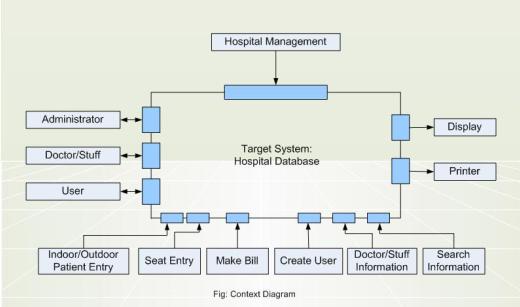 Hospital Management
Administrator
Doctor/Stuff
User
Target System:
Hospital Database
Display
Printer
Indoor/Outdoor
Patient Entry
Seat Entry
Make Bill
Create User
Doctor/Stuff
Information
Search
Information
Fig: Context Diagram